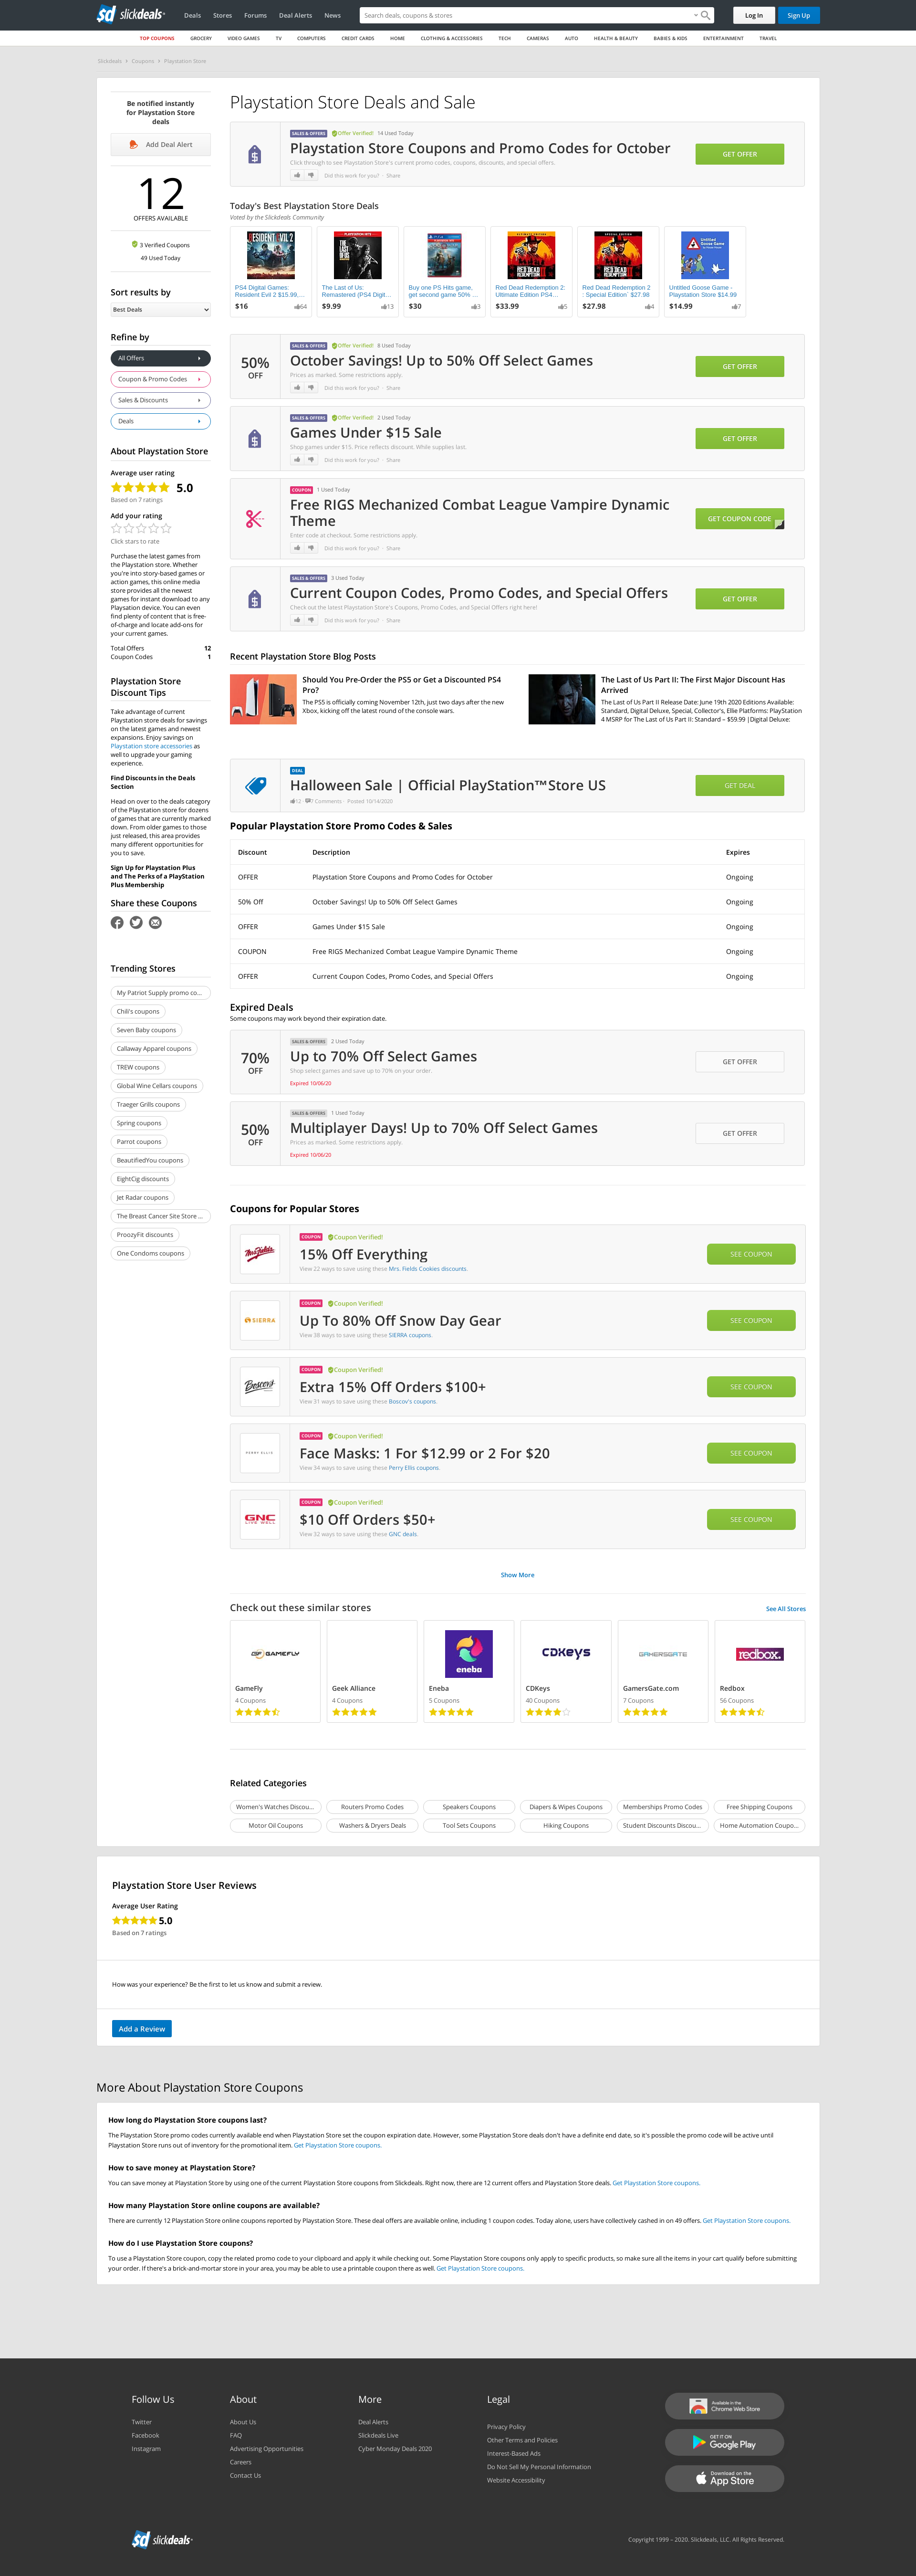 sd slickdeals
Deals Stores Forums Deal Alerts News
Search deals, coupons & stores
Log In
Sign Up
TOP COUPONS GROCERY VIDEO GAMES TV COMPUTERS CREDIT CARDS HOME CLOTHING & ACCESSORIES TECH CAMERAS AUTO HEALTH & BEAUTY BABIES & KIDS ENTERTAINMENT TRAVEL
Slickdeals Coupons Playstation Store
Be notified instantly
for Playstation Store
deals
Add Deal Alert
12
OFFERS AVAILABLE
3 Verified Coupons
49 Used Today
Sort results by
Best Deals
Refine by
All Offers
Coupon & Promo Codes
Sales & Discounts
Deals
About Playstation Store
Average user rating
5.0
Based on 7 ratings
Add your rating
Click stars to rate
Purchase the latest games from
the Playstation store. Whether
you're into story-based games or
action games, this online media
store provides all the newest
games for instant download to any
Playsation device. You can even
find plenty of content that is free-
of-charge and locate add-ons for
your current games.
Total Offers 12
Coupon Codes 1
Playstation Store
Discount Tips
Take advantage of current
Playstation store deals for savings
on the latest games and newest
expansions. Enjoy savings on
Playstation store accessories as
well to upgrade your gaming
experience.
Find Discounts in the Deals
Section
Head on over to the deals category
of the Playstation store for dozens
of games that are currently marked
down. From older games to those
just released, this area provides
many different opportunities for
you to save.
Sign Up for Playstation Plus
and The Perks of a PlayStation
Plus Membership
Share these Coupons
Trending Stores
My Patriot Supply promo co...
Chili's coupons
Seven Baby coupons
Callaway Apparel coupons
TREW coupons
Global Wine Cellars coupons
Traeger Grills coupons
Spring coupons
Parrot coupons
BeautifiedYou coupons
EightCig discounts
Jet Radar coupons
The Breast Cancer Site Store ...
ProozyFit discounts
One Condoms coupons
Playstation Store Deals and Sale
SALES & OFFERS Offer Verified! 14 Used Today
Playstation Store Coupons and Promo Codes for October
Click through to see Playstation Store's current promo codes, coupons, discounts, and special offers.
Did this work for you? · Share
GET OFFER
Today's Best Playstation Store Deals
Voted by the Slickdeals Community
PS4 Digital Games:
Resident Evil 2 $15.99,...
$16 64
The Last of Us:
Remastered (PS4 Digit...
$9.99 13
Buy one PS Hits game,
get second game 50% ...
$30 3
Red Dead Redemption 2:
Ultimate Edition PS4...
$33.99 5
Red Dead Redemption 2
: Special Edition` $27.98
$27.98 4
Untitled Goose Game -
Playstation Store $14.99
$14.99 7
50%
OFF
SALES & OFFERS Offer Verified! 8 Used Today
October Savings! Up to 50% Off Select Games
Prices as marked. Some restrictions apply.
Did this work for you? · Share
GET OFFER
SALES & OFFERS Offer Verified! 2 Used Today
Games Under $15 Sale
Shop games under $15. Price reflects discount. While supplies last.
Did this work for you? · Share
GET OFFER
COUPON 1 Used Today
Free RIGS Mechanized Combat League Vampire Dynamic
Theme
Enter code at checkout. Some restrictions apply.
Did this work for you? · Share
GET COUPON CODE
SALES & OFFERS 3 Used Today
Current Coupon Codes, Promo Codes, and Special Offers
Check out the latest Playstation Store's Coupons, Promo Codes, and Special Offers right here!
Did this work for you? · Share
GET OFFER
Recent Playstation Store Blog Posts
Should You Pre-Order the PS5 or Get a Discounted PS4
Pro?
The PS5 is officially coming November 12th, just two days after the new
Xbox, kicking off the latest round of the console wars.
The Last of Us Part II: The First Major Discount Has
Arrived
The Last of Us Part II Release Date: June 19th 2020 Editions Available:
Standard, Digital Deluxe, Special, Collector's, Ellie Platforms: PlayStation
4 MSRP for The Last of Us Part II: Standard – $59.99 |Digital Deluxe:
DEAL
Halloween Sale | Official PlayStation™Store US
12 · 7 Comments · Posted 10/14/2020
GET DEAL
Popular Playstation Store Promo Codes & Sales
Discount Description Expires
OFFER Playstation Store Coupons and Promo Codes for October Ongoing
50% Off October Savings! Up to 50% Off Select Games Ongoing
OFFER Games Under $15 Sale Ongoing
COUPON Free RIGS Mechanized Combat League Vampire Dynamic Theme Ongoing
OFFER Current Coupon Codes, Promo Codes, and Special Offers Ongoing
Expired Deals
Some coupons may work beyond their expiration date.
70%
OFF
SALES & OFFERS 2 Used Today
Up to 70% Off Select Games
Shop select games and save up to 70% on your order.
Expired 10/06/20
GET OFFER
50%
OFF
SALES & OFFERS 1 Used Today
Multiplayer Days! Up to 70% Off Select Games
Prices as marked. Some restrictions apply.
Expired 10/06/20
GET OFFER
Coupons for Popular Stores
Mrs. Fields
COUPON Coupon Verified!
15% Off Everything
View 22 ways to save using these Mrs. Fields Cookies discounts.
SEE COUPON
SIERRA
COUPON Coupon Verified!
Up To 80% Off Snow Day Gear
View 38 ways to save using these SIERRA coupons.
SEE COUPON
Boscov's
COUPON Coupon Verified!
Extra 15% Off Orders $100+
View 31 ways to save using these Boscov's coupons.
SEE COUPON
PERRY ELLIS
COUPON Coupon Verified!
Face Masks: 1 For $12.99 or 2 For $20
View 34 ways to save using these Perry Ellis coupons.
SEE COUPON
GNC
LIVE WELL
COUPON Coupon Verified!
$10 Off Orders $50+
View 32 ways to save using these GNC deals.
SEE COUPON
Show More
Check out these similar stores
See All Stores
GAMEFLY
GameFly
4 Coupons
Geek Alliance
4 Coupons
eneba
Eneba
5 Coupons
CDKeys
CDKeys
40 Coupons
GAMERSGATE
GamersGate.com
7 Coupons
redbox.
Redbox
56 Coupons
Related Categories
Women's Watches Discou... Routers Promo Codes Speakers Coupons Diapers & Wipes Coupons Memberships Promo Codes Free Shipping Coupons
Motor Oil Coupons Washers & Dryers Deals Tool Sets Coupons Hiking Coupons Student Discounts Discou... Home Automation Coupo...
Playstation Store User Reviews
Average User Rating
5.0
Based on 7 ratings
How was your experience? Be the first to let us know and submit a review.
Add a Review
More About Playstation Store Coupons
How long do Playstation Store coupons last?
The Playstation Store promo codes currently available end when Playstation Store set the coupon expiration date. However, some Playstation Store deals don't have a definite end date, so it's possible the promo code will be active until
Playstation Store runs out of inventory for the promotional item. Get Playstation Store coupons.
How to save money at Playstation Store?
You can save money at Playstation Store by using one of the current Playstation Store coupons from Slickdeals. Right now, there are 12 current offers and Playstation Store deals. Get Playstation Store coupons.
How many Playstation Store online coupons are available?
There are currently 12 Playstation Store online coupons reported by Playstation Store. These deal offers are available online, including 1 coupon codes. Today alone, users have collectively cashed in on 49 offers. Get Playstation Store coupons.
How do I use Playstation Store coupons?
To use a Playstation Store coupon, copy the related promo code to your clipboard and apply it while checking out. Some Playstation Store coupons only apply to specific products, so make sure all the items in your cart qualify before submitting
your order. If there's a brick-and-mortar store in your area, you may be able to use a printable coupon there as well. Get Playstation Store coupons.
Follow Us
Twitter
Facebook
Instagram
About
About Us
FAQ
Advertising Opportunities
Careers
Contact Us
More
Deal Alerts
Slickdeals Live
Cyber Monday Deals 2020
Legal
Privacy Policy
Other Terms and Policies
Interest-Based Ads
Do Not Sell My Personal Information
Website Accessibility
Available in the
Chrome Web Store
GET IT ON
Google Play
Download on the
App Store
sd slickdeals
Copyright 1999 - 2020. Slickdeals, LLC. All Rights Reserved.